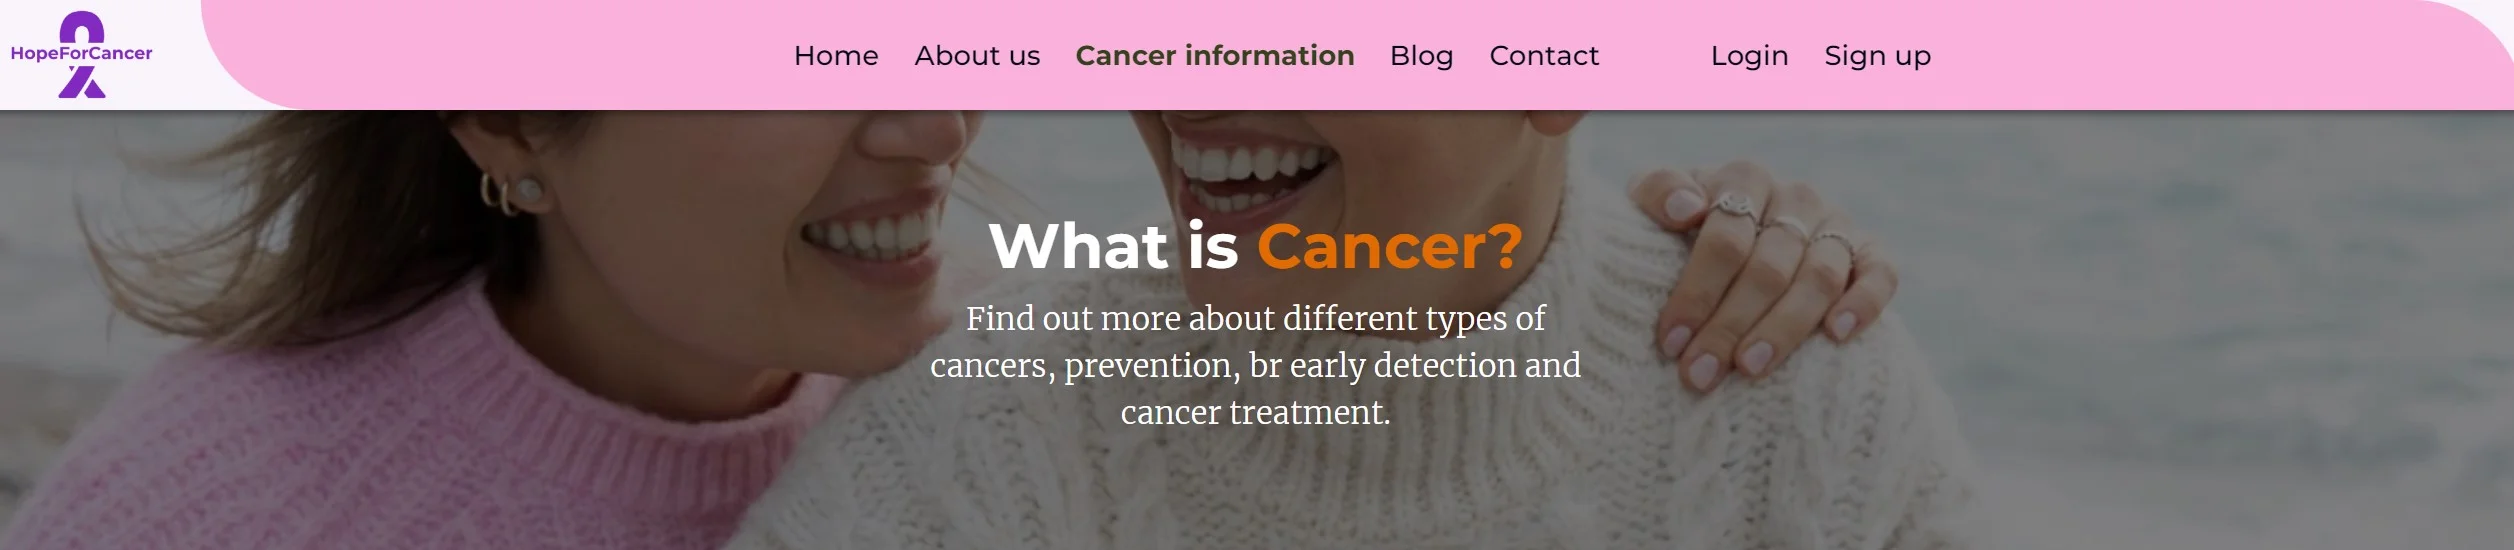 HopeForCancer
Home About us Cancer information Blog Contact Login Sign up
What is Cancer?
Find out more about different types of
cancers, prevention, br early detection and
cancer treatment.